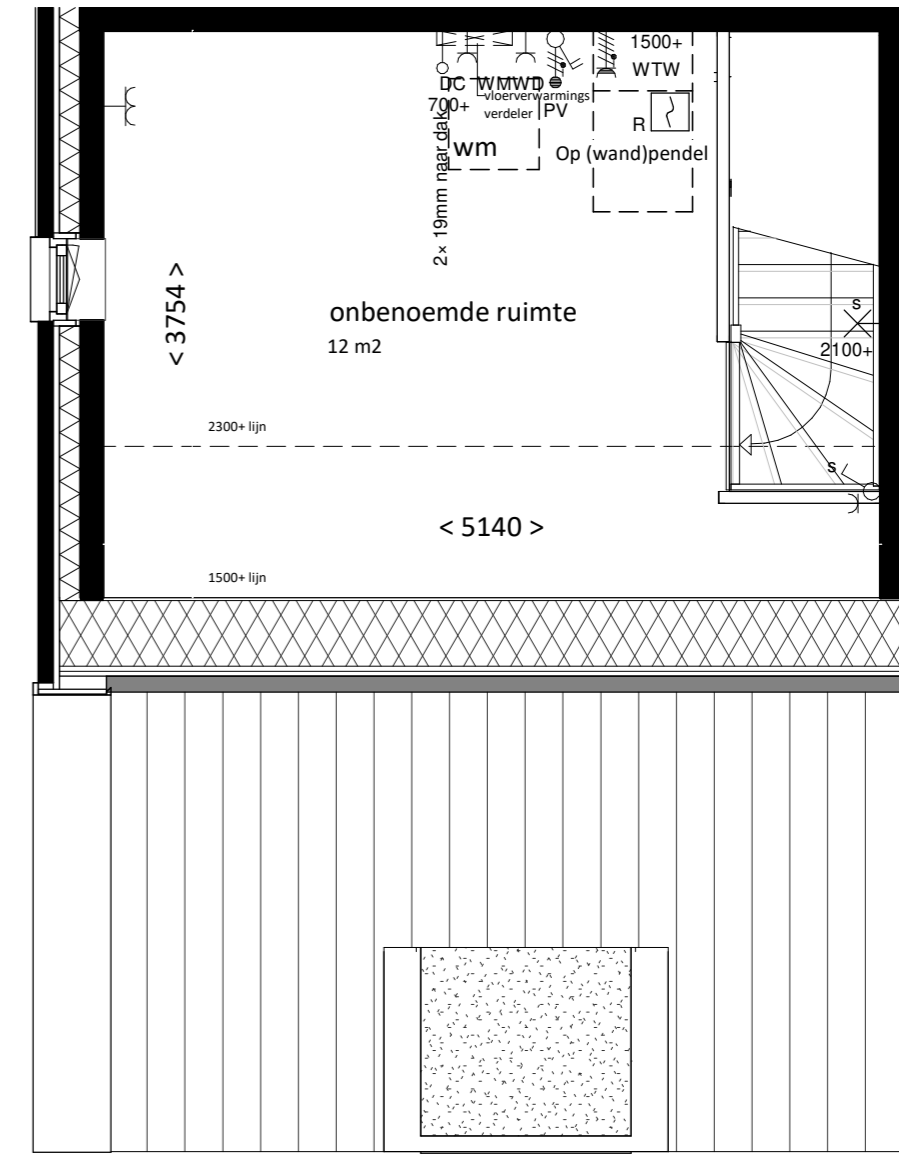 1500+
WTW
DC WMWD
700+
vloerverwarmings
verdeler
PV
R
wm
Op (wand)pendel
2× 19mm naar dak
< 3754 >
onbenoemde ruimte
12 m2
s
2100+
2300+ lijn
s
< 5140 >
1500+ lijn